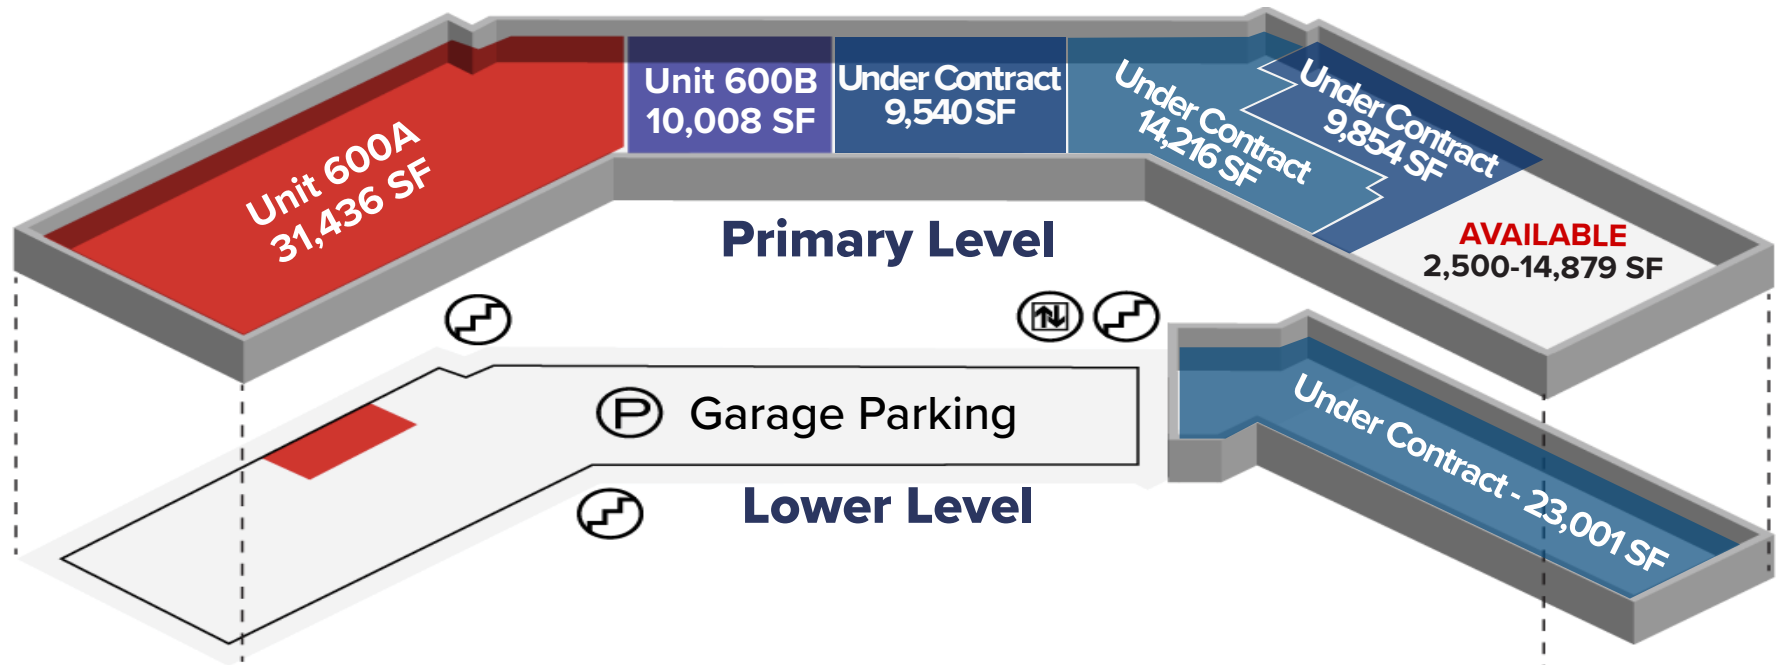 Unit 600A
31,436 SF
Unit 600B
10,008 SF
Under Contract
9,540 SF
Under Contract
14,216 SF
Under Contract
9,854 SF
AVAILABLE
2,500-14,879 SF
Primary Level
P Garage Parking
Under Contract - 23,001 SF
Lower Level